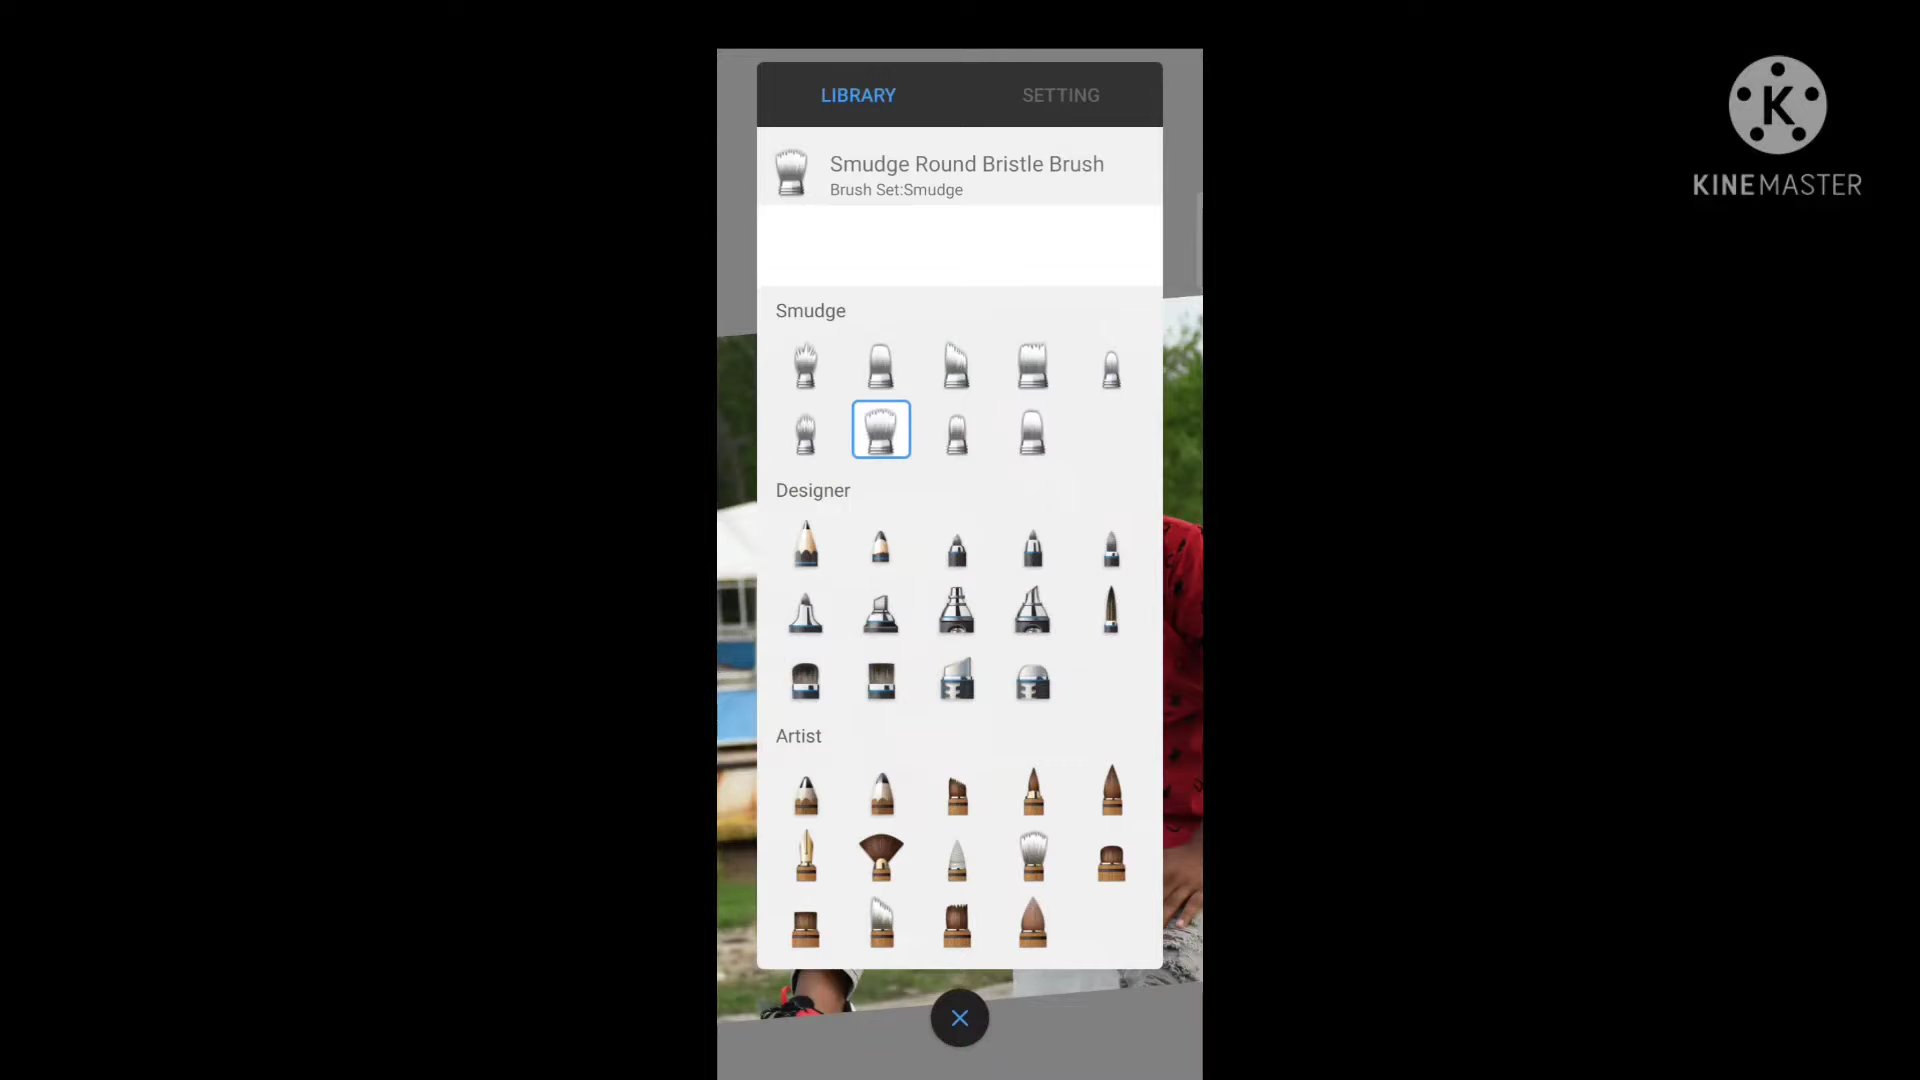 LIBRARY SETTING
Smudge Round Bristle Brush
Brush Set:Smudge
Smudge
Designer
Artist
K
KINEMASTER